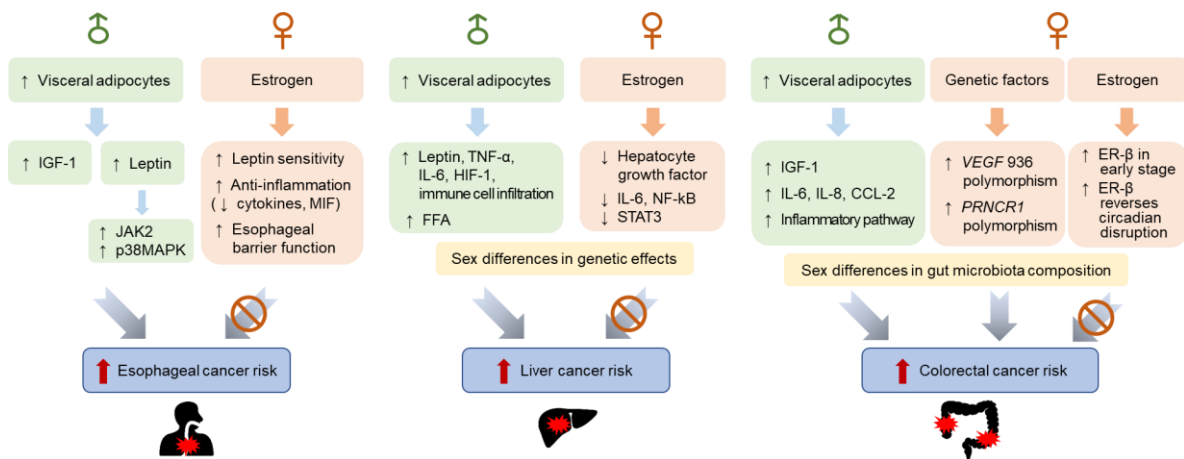 ↑ Visceral adipocytes
Estrogen
↑ IGF-1
↑ Leptin
↑ JAK2
↑ p38MAPK
↑ Leptin sensitivity
↑ Anti-inflammation
(↓ cytokines, MIF)
↑ Esophageal
barrier function
↑ Esophageal cancer risk
↑ Visceral adipocytes
Estrogen
↑ Leptin, TNF-α,
IL-6, HIF-1,
immune cell infiltration
↑ FFA
↓ Hepatocyte
growth factor
↓ IL-6, NF-kB
↓ STAT3
Sex differences in genetic effects
↑ Liver cancer risk
↑ Visceral adipocytes
Genetic factors
Estrogen
↑ IGF-1
↑ IL-6, IL-8, CCL-2
↑ Inflammatory pathway
↑ VEGF 936
polymorphism
↑ PRNCR1
polymorphism
↑ ER-β in
early stage
↑ ER-β
reverses
circadian
disruption
Sex differences in gut microbiota composition
↑ Colorectal cancer risk